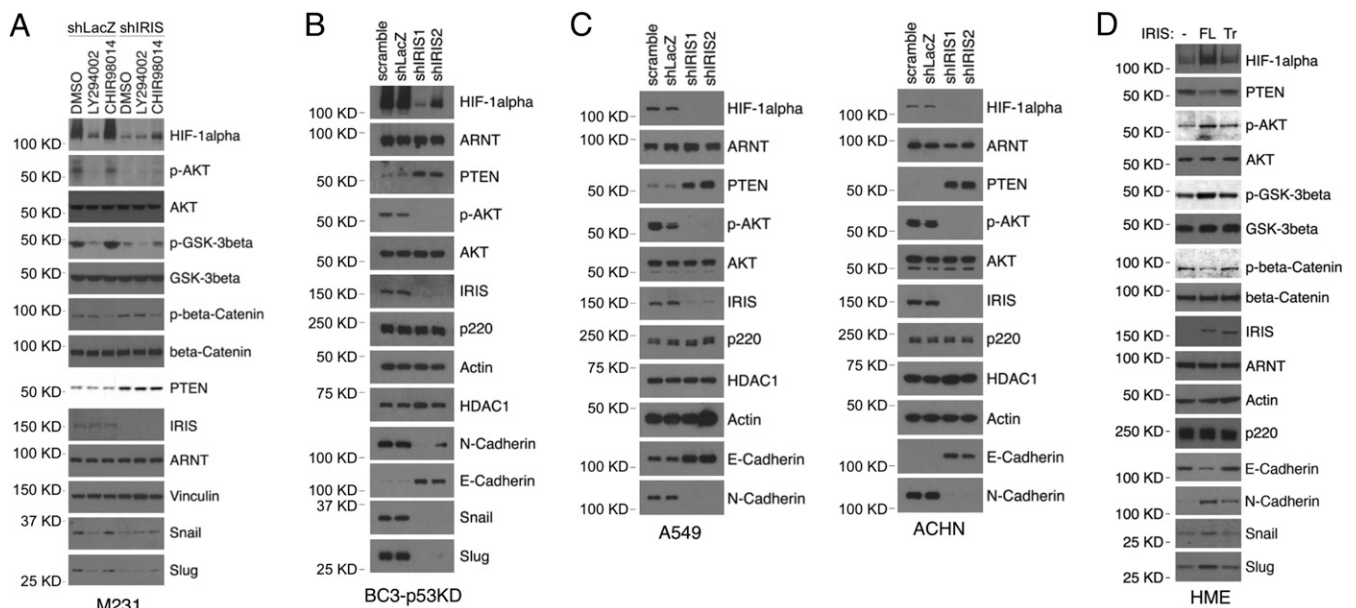 A
shLacZ shIRIS
DMSO
LY294002
CHIR98014
DMSO
LY294002
CHIR98014
100 KD HIF-1alpha
50 KD p-AKT
50 KD AKT
50 KD p-GSK-3beta
50 KD GSK-3beta
100 KD p-beta-Catenin
100 KD beta-Catenin
50 KD PTEN
150 KD IRIS
100 KD ARNT
150 KD Vinculin
37 KD Snail
25 KD Slug
M231
B
scramble
shLacZ
shIRIS1
shIRIS2
100 KD HIF-1alpha
100 KD ARNT
50 KD PTEN
50 KD p-AKT
50 KD AKT
150 KD IRIS
250 KD p220
50 KD Actin
75 KD HDAC1
100 KD N-Cadherin
100 KD E-Cadherin
37 KD Snail
25 KD Slug
BC3-p53KD
C
scramble
shLacZ
shIRIS1
shIRIS2
100 KD HIF-1alpha
100 KD ARNT
50 KD PTEN
50 KD p-AKT
50 KD AKT
150 KD IRIS
250 KD p220
75 KD HDAC1
50 KD Actin
100 KD E-Cadherin
100 KD N-Cadherin
A549
scramble
shLacZ
shIRIS1
shIRIS2
100 KD HIF-1alpha
100 KD ARNT
50 KD PTEN
50 KD p-AKT
50 KD AKT
150 KD IRIS
250 KD p220
75 KD HDAC1
50 KD Actin
100 KD E-Cadherin
100 KD N-Cadherin
ACHN
D
IRIS: - FL Tr
100 KD HIF-1alpha
50 KD PTEN
50 KD p-AKT
50 KD AKT
50 KD p-GSK-3beta
50 KD GSK-3beta
100 KD p-beta-Catenin
100 KD beta-Catenin
150 KD IRIS
100 KD ARNT
50 KD Actin
250 KD p220
100 KD E-Cadherin
100 KD N-Cadherin
25 KD Snail
25 KD Slug
HME